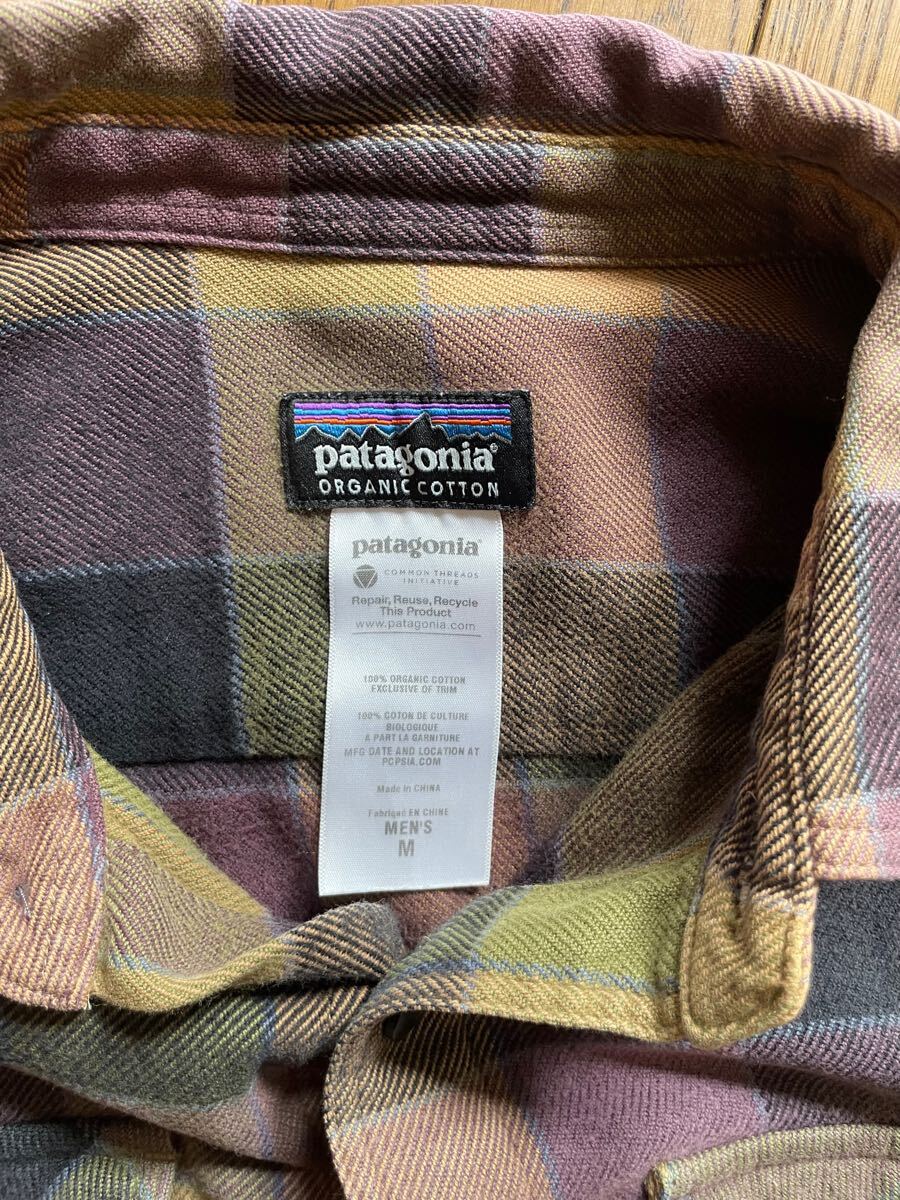 patagonia®
ORGANIC COTTON
patagonia®
COMMON THREADS
INITIATIVE
Repair, Reuse, Recycle
This Product
www.patagonia.com
100% ORGANIC COTTON
EXCLUSIVE OF TRIM
100% COTON DE CULTURE
BIOLOGIQUE
A PART LA GARNITURE
MFG DATE AND LOCATION AT
PCPSIA.COM
Made in CHINA
Fabriqué EN CHINE
MEN'S
M